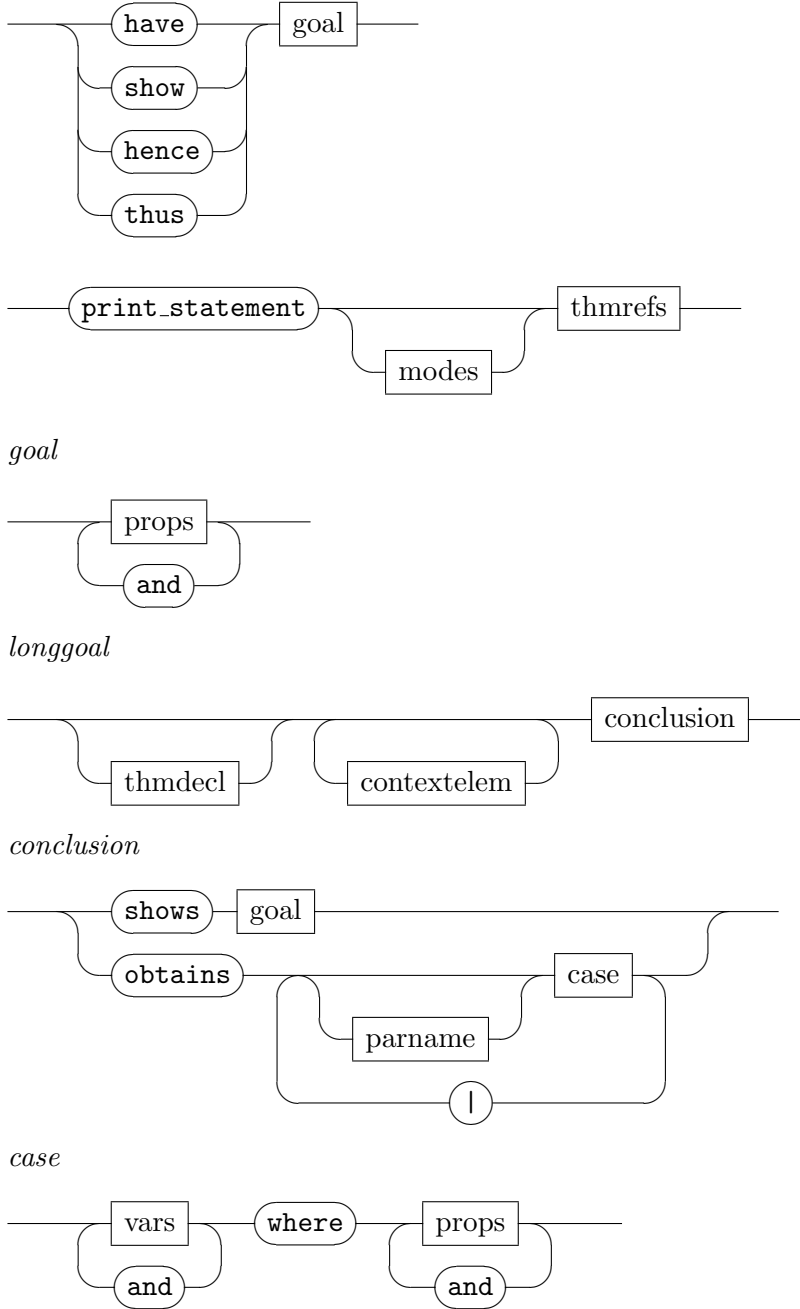 have goal
show
hence
thus
print_statement thmrefs
modes
goal
props
and
longgoal
conclusion
thmdecl contextelem
conclusion
shows goal
obtains case
parname
|
case
vars where props
and and